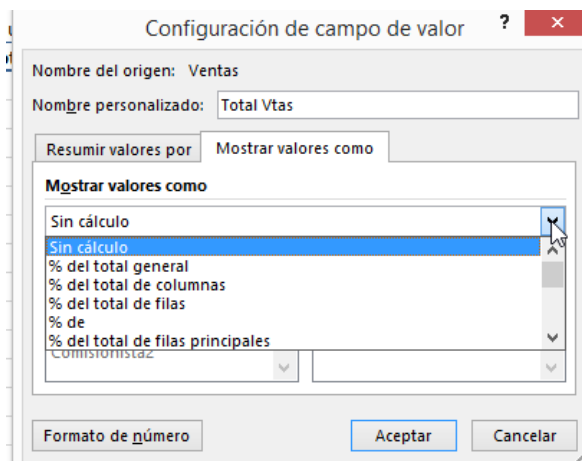 Configuración de campo de valor ? ×
Nombre del origen: Ventas
Nombre personalizado: Total Vtas
Resumir valores por Mostrar valores como
Mostrar valores como
Sin cálculo
Sin cálculo
% del total general
% del total de columnas
% del total de filas
% de
% del total de filas principales
Comisionista2
Formato de número Aceptar Cancelar